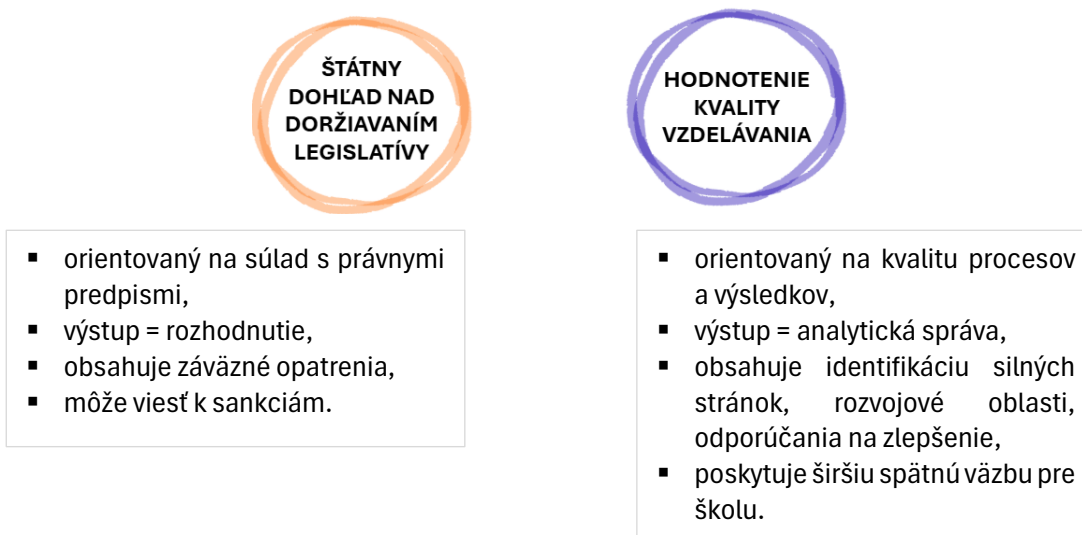 ŠTÁTNY
DOHĽAD NAD
DORŽIAVANÍM
LEGISLATÍVY
▪ orientovaný na súlad s právnymi
predpismi,
▪ výstup = rozhodnutie,
▪ obsahuje záväzné opatrenia,
▪ môže viesť k sankciám.
HODNOTENIE
KVALITY
VZDELÁVANIA
▪ orientovaný na kvalitu procesov
a výsledkov,
▪ výstup = analytická správa,
▪ obsahuje identifikáciu silných
stránok, rozvojové oblasti,
odporúčania na zlepšenie,
▪ poskytuje širšiu spätnú väzbu pre
školu.